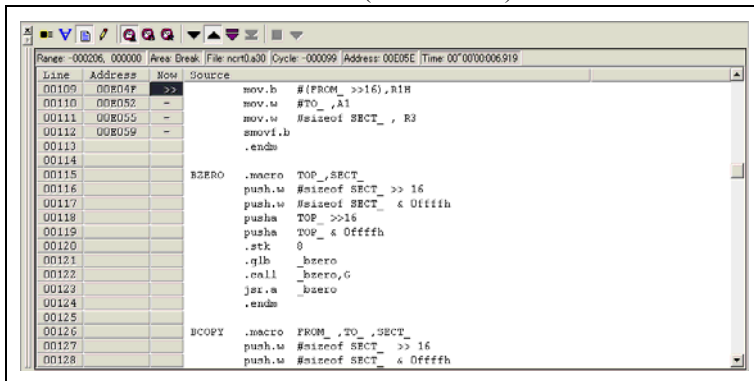 Range: -000206, 000000 Area: Break File: ncrt0.a30 Cycle: -000099 Address: 00E05E Time: 00"00'00:006.919
Line Address Now Source
00109 00E04F >> mov.b #(FROM_ >>16),R1H
00110 00E052 - mov.w #TO_ ,A1
00111 00E055 - mov.w #sizeof SECT_ , R3
00112 00E059 - smovf.b
00113 .endm
00114
00115 BZERO .macro TOP_,SECT_
00116 push.w #sizeof SECT_ >> 16
00117 push.w #sizeof SECT_ & 0ffffh
00118 pusha TOP_ >>16
00119 pusha TOP_ & 0ffffh
00120 .stk 8
00121 .glb _bzero
00122 .call _bzero,G
00123 jsr.a _bzero
00124 .endm
00125
00126 BCOPY .macro FROM_ ,TO_ ,SECT_
00127 push.w #sizeof SECT_ >> 16
00128 push.w #sizeof SECT_ & 0ffffh